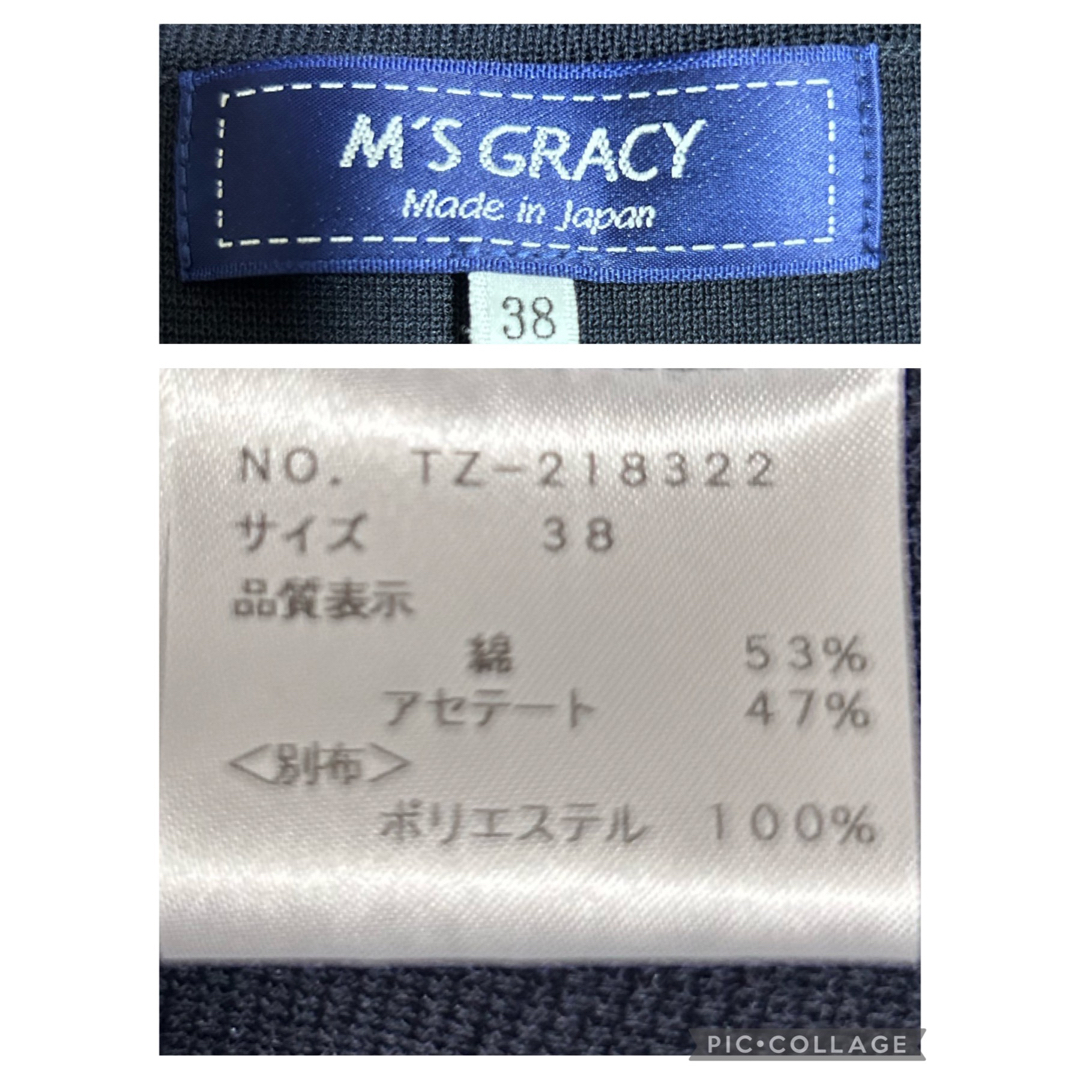 M'S GRACY
Made in Japan
38
NO. TZ-218322
サイズ 38
品質表示
綿 53%
アセテート 47%
<別布>
ポリエステル 100%
PIC•COLLAGE